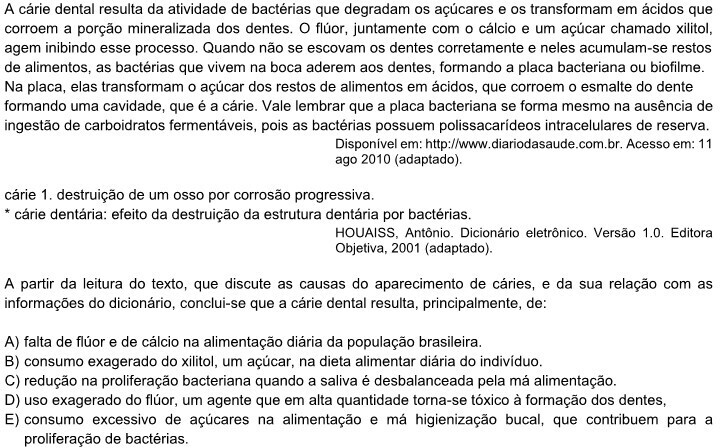 A cárie dental resulta da atividade de bactérias que degradam os açúcares e os transformam em ácidos que
corroem a porção mineralizada dos dentes. O flúor, juntamente com o cálcio e um açúcar chamado xilitol,
agem inibindo esse processo. Quando não se escovam os dentes corretamente e neles acumulam-se restos
de alimentos, as bactérias que vivem na boca aderem aos dentes, formando a placa bacteriana ou biofilme.
Na placa, elas transformam o açúcar dos restos de alimentos em ácidos, que corroem o esmalte do dente
formando uma cavidade, que é a cárie. Vale lembrar que a placa bacteriana se forma mesmo na ausência de
ingestão de carboidratos fermentáveis, pois as bactérias possuem polissacarídeos intracelulares de reserva.
Disponível em: http://www.diariodasaude.com.br. Acesso em: 11
ago 2010 (adaptado).
cárie 1. destruição de um osso por corrosão progressiva.
* cárie dentária: efeito da destruição da estrutura dentária por bactérias.
HOUAISS, Antônio. Dicionário eletrônico. Versão 1.0. Editora
Objetiva, 2001 (adaptado).
A partir da leitura do texto, que discute as causas do aparecimento de cáries, e da sua relação com as
informações do dicionário, conclui-se que a cárie dental resulta, principalmente, de:
A) falta de flúor e de cálcio na alimentação diária da população brasileira.
B) consumo exagerado do xilitol, um açúcar, na dieta alimentar diária do indivíduo.
C) redução na proliferação bacteriana quando a saliva é desbalanceada pela má alimentação.
D) uso exagerado do flúor, um agente que em alta quantidade torna-se tóxico à formação dos dentes,
E) consumo excessivo de açúcares na alimentação e má higienização bucal, que contribuem para a
proliferação de bactérias.